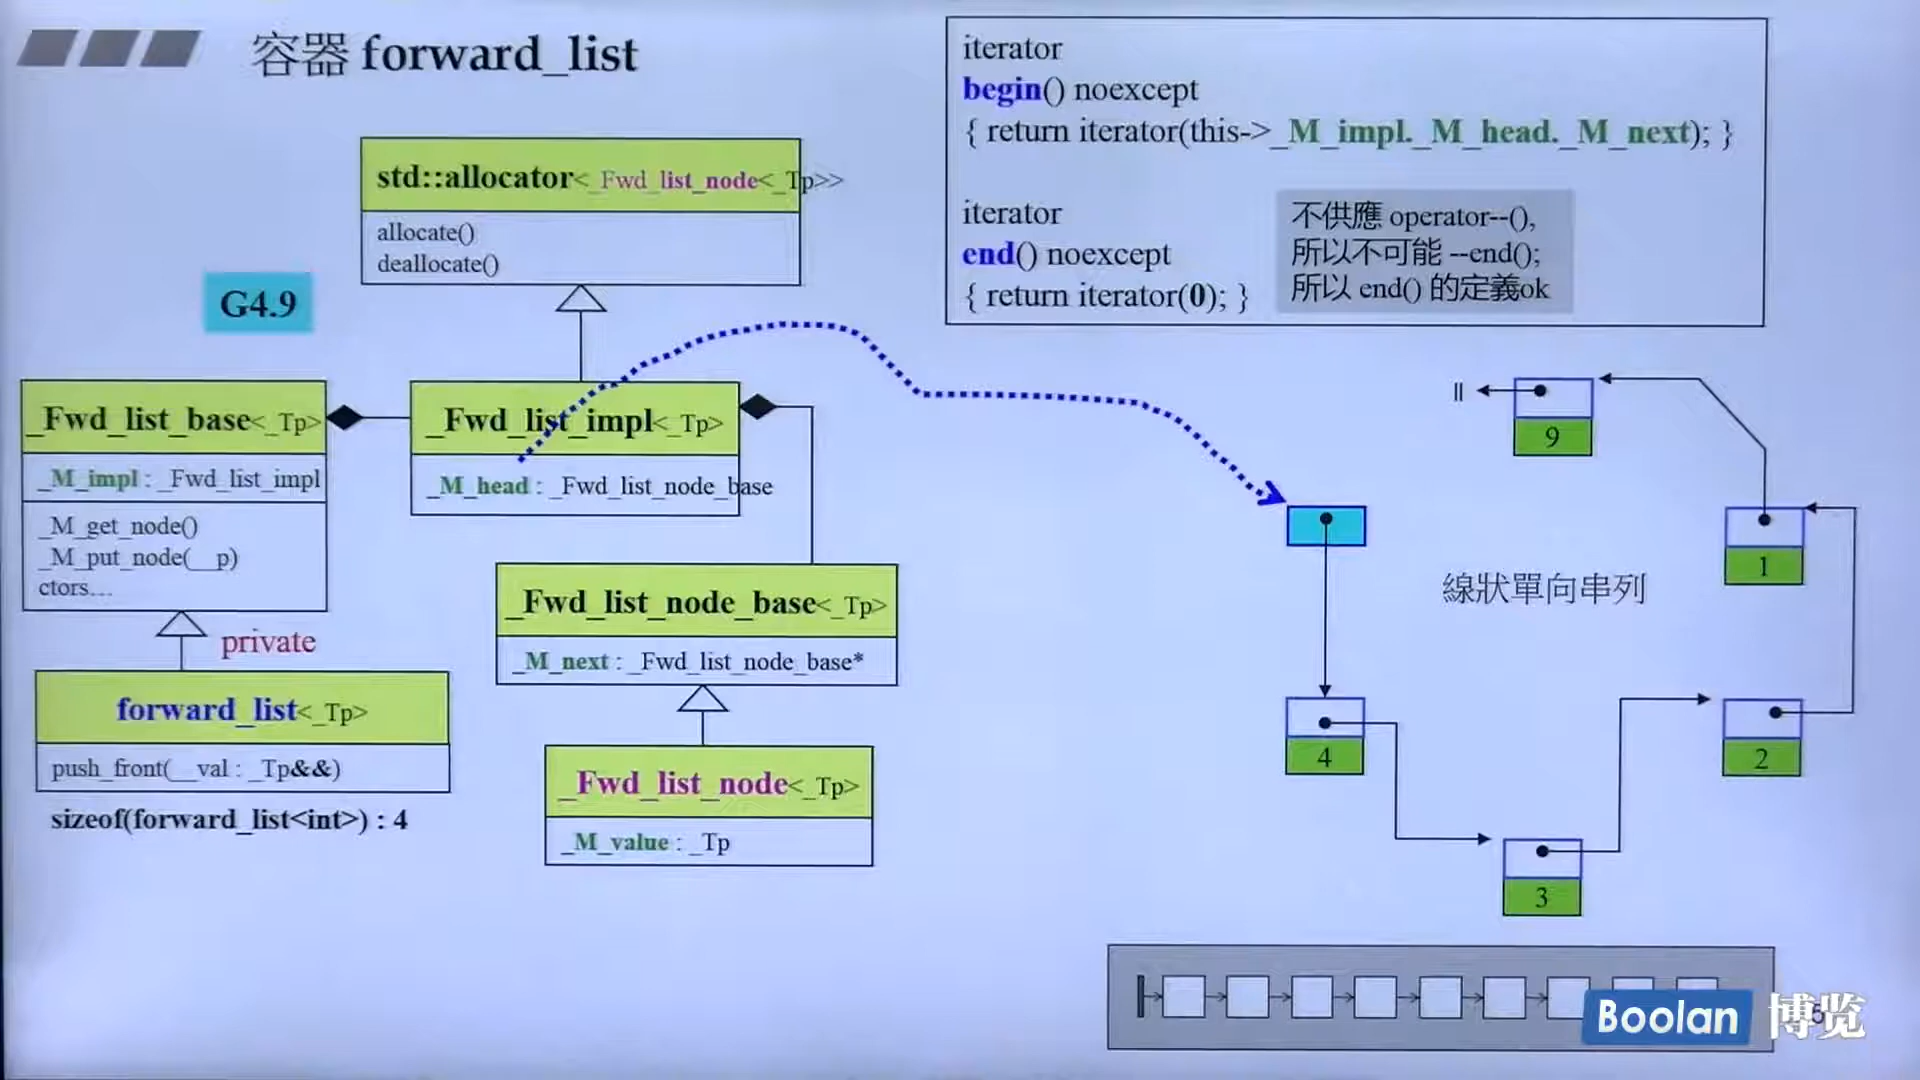 容器 forward_list
iterator
begin() noexcept
{ return iterator(this->_M_impl._M_head._M_next); }
iterator
end() noexcept
{ return iterator(0); }
不供應 operator--(),
所以不可能 --end();
所以 end() 的定義ok
std::allocator<_Fwd_list_node<_Tp>>
allocate()
deallocate()
G4.9
_Fwd_list_base<_Tp>
_M_impl : _Fwd_list_impl
_M_get_node()
_M_put_node(__p)
ctors...
_Fwd_list_impl<_Tp>
_M_head : _Fwd_list_node_base
_Fwd_list_node_base<_Tp>
_M_next : _Fwd_list_node_base*
private
forward_list<_Tp>
push_front(__val : _Tp&&)
sizeof(forward_list<int>) : 4
_Fwd_list_node<_Tp>
_M_value : _Tp
9
1
線狀單向串列
4
2
3
Boolan 博览